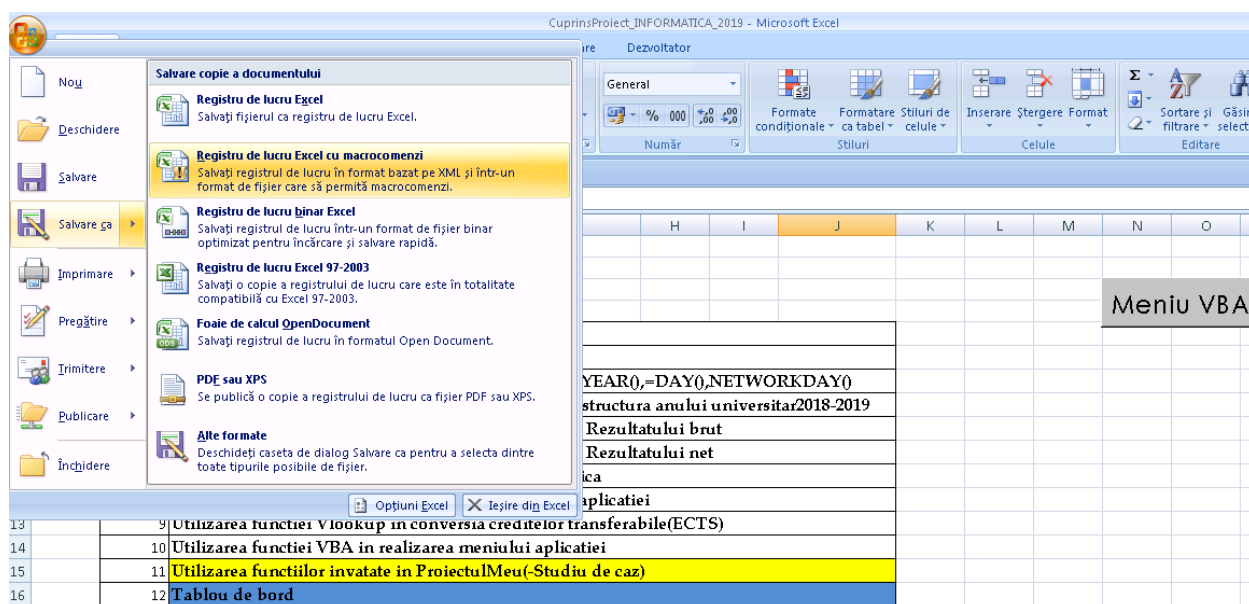 CuprinsProiect_INFORMATICA_2019 - Microsoft Excel
are Dezvoltator
Nou
Deschidere
Salvare
Salvare ca
Imprimare
Pregătire
Trimitere
Publicare
Închidere
Salvare copie a documentului
Registru de lucru Excel
Salvați fișierul ca registru de lucru Excel.
Registru de lucru Excel cu macrocomenzi
Salvați registrul de lucru în format bazat pe XML și într-un
format de fișier care să permită macrocomenzi.
Registru de lucru binar Excel
Salvați registrul de lucru într-un format de fișier binar
optimizat pentru încărcare și salvare rapidă.
Registru de lucru Excel 97-2003
Salvați o copie a registrului de lucru care este în totalitate
compatibilă cu Excel 97-2003.
Foaie de calcul OpenDocument
Salvați registrul de lucru în formatul Open Document.
PDF sau XPS
Se publică o copie a registrului de lucru ca fișier PDF sau XPS.
Alte formate
Deschideți caseta de dialog Salvare ca pentru a selecta dintre
toate tipurile posibile de fișier.
Opțiuni Excel Ieșire din Excel
General
% 000 ,0 ,00 ,00 ,0
Număr
Formate
condiționale
Formatare
ca tabel
Stiluri de
celule
Stiluri
Inserare Ștergere Format
Celule
Σ
Sortare și
filtrare
Găsir
select
Editare
H I J K L M N O
Meniu VBA
YEAR(),=DAY(),NETWORKDAY()
structura anului universitar2018-2019
Rezultatului brut
Rezultatului net
ica
aplicatiei
13 9 Utilizarea functiei Vlookup in conversia creditelor transferabile(ECTS)
14 10 Utilizarea functiei VBA in realizarea meniului aplicatiei
15 11 Utilizarea functiilor invatate in ProiectulMeu(-Studiu de caz)
16 12 Tablou de bord